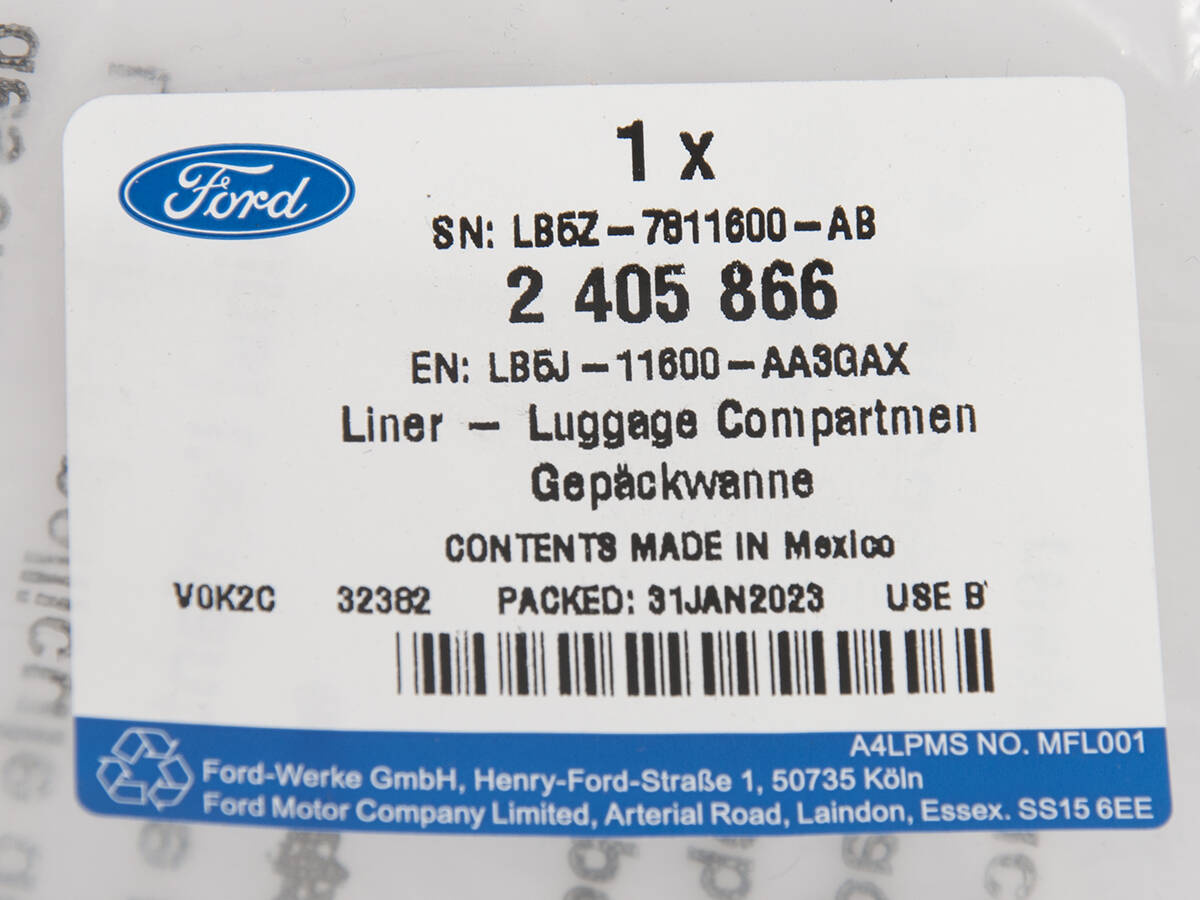 Ford
1 x
SN: LB5Z-7811600-AB
2 405 866
EN: LB5J-11600-AA3GAX
Liner - Luggage Compartmen
Gepäckwanne
CONTENTS MADE IN Mexico
V0K2C 32382 PACKED: 31JAN2023 USE B
A4LPMS NO. MFL001
Ford-Werke GmbH, Henry-Ford-Straße 1, 50735 Köln
Ford Motor Company Limited, Arterial Road, Laindon, Essex. SS15 6EE